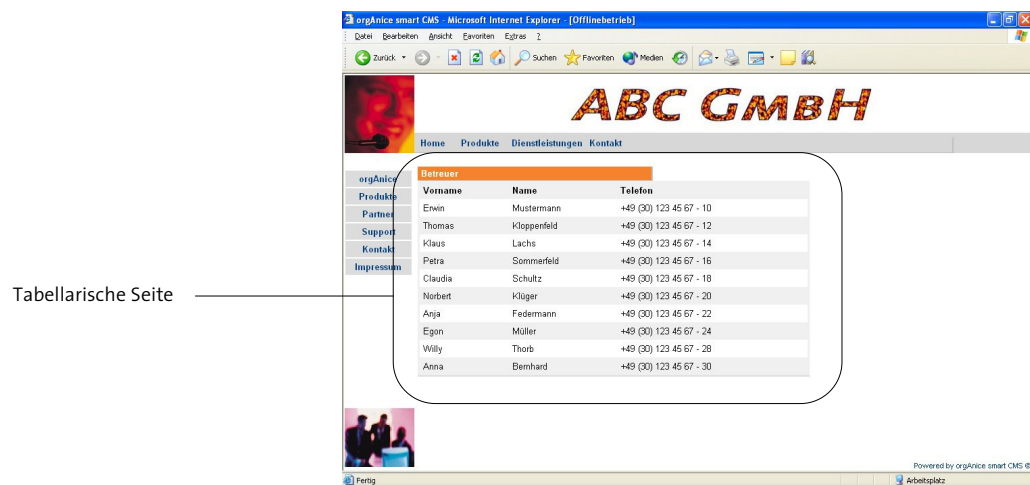 orgAnice smart CMS - Microsoft Internet Explorer - [Offlinebetrieb]
Datei Bearbeiten Ansicht Favoriten Extras ?
Zurück Suchen Favoriten Medien
ABC GmbH
Home Produkte Dienstleistungen Kontakt
orgAnice
Produkte
Partner
Support
Kontakt
Impressum
Betreuer
Vorname Name Telefon
Erwin Mustermann +49 (30) 123 45 67 - 10
Thomas Kloppenfeld +49 (30) 123 45 67 - 12
Klaus Lachs +49 (30) 123 45 67 - 14
Petra Sommerfeld +49 (30) 123 45 67 - 16
Claudia Schultz +49 (30) 123 45 67 - 18
Norbert Klüger +49 (30) 123 45 67 - 20
Anja Federmann +49 (30) 123 45 67 - 22
Egon Müller +49 (30) 123 45 67 - 24
Willy Thorb +49 (30) 123 45 67 - 28
Anna Bernhard +49 (30) 123 45 67 - 30
Tabellarische Seite
Powered by orgAnice smart CMS ®
Fertig Arbeitsplatz